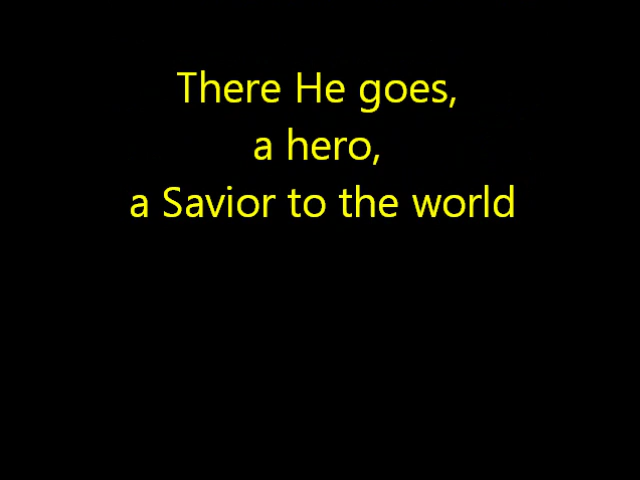 There He goes,
a hero,
a Savior to the world